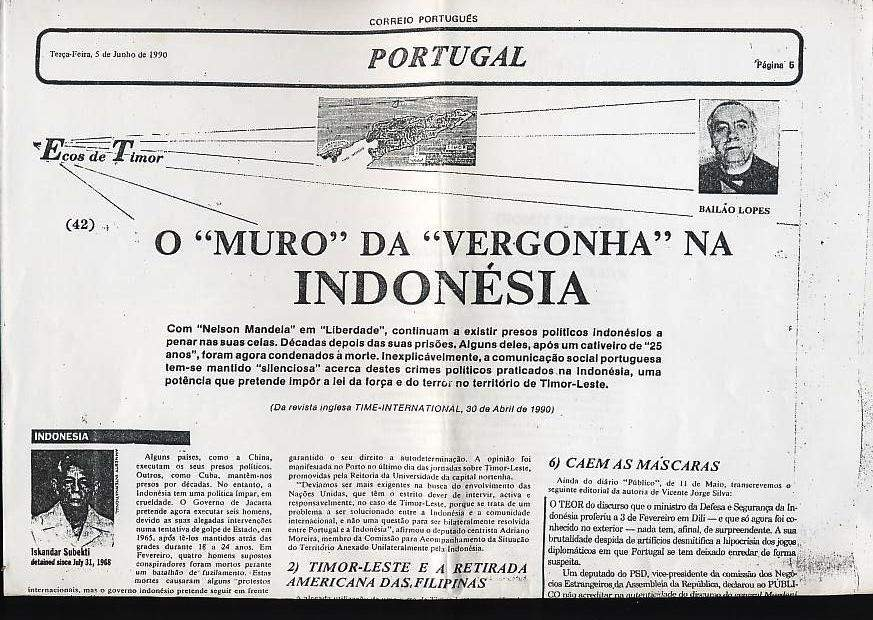 CORREIO PORTUGUÊS
Terça-Feira, 5 de Junho de 1990
PORTUGAL
Página 6
Ecos de Timor
BAILÃO LOPES
(42)
O “MURO” DA “VERGONHA” NA
INDONÉSIA
Com "Nelson Mandela" em "Liberdade", continuam a existir presos políticos indonésios a
penar nas suas celas. Décadas depois das suas prisões. Alguns deles, após um cativeiro de "25
anos", foram agora condenados à morte. Inexplicávelmente, a comunicação social portuguesa
tem-se mantido "silenciosa" acerca destes crimes políticos praticados na Indonésia, uma
potência que pretende impôr a lei da força e do terror no território de Timor-Leste.
(Da revista inglesa TIME-INTERNATIONAL, 30 de Abril de 1990)
INDONESIA
Iskandar Subekti
detained since July 31, 1968
Alguns países, como a China,
executam os seus presos políticos.
Outros, como Cuba, mantêm-nos
presos por décadas. No entanto, a
Indonésia tem uma política ímpar, em
crueldade. O Governo de Jacarta
pretende agora executar seis homens,
devido as suas alegadas intervenções
numa tentativa de golpe de Estado, em
1965, após tê-los mantidos atrás das
grades durante 18 a 24 anos. Em
Fevereiro, quatro homens supostos
conspiradores foram mortos perante
um batalhão de fuzilamento. Estas
mortes causaram alguns protestos
internacionais, mas o governo indonésio pretende seguir em frente
garantido o seu direito a autodeterminação. A opinião foi
manifestada no Porto no último dia das jornadas sobre Timor-Leste,
promovidas pela Reitoria da Universidade da capital nortenha.
"Devíamos ser mais exigentes na busca do envolvimento das
Nações Unidas, que têm o estrito dever de intervir, activa e
responsavelmente, no caso de Timor-Leste, porque se trata de um
problema a ser solucionado entre a Indonésia e a comunidade
internacional, e não uma questão para ser bilateralmente resolvida
entre Portugal e a Indonésia", afirmou o deputado centrista Adriano
Moreira, membro da Comissão para Acompanhamento da Situação
do Território Anexado Unilateralmente pela Indonésia.
2) TIMOR-LESTE E A RETIRADA
AMERICANA DAS FILIPINAS
6) CAEM AS MÁSCARAS
Ainda do diário "Público", de 11 de Maio, transcrevemos o
seguinte editorial da autoria de Vicente Jorge Silva:
O TEOR do discurso que o ministro da Defesa e Segurança da In-
donésia proferiu a 3 de Fevereiro em Dili — e que só agora foi co-
nhecido no exterior — nada tem, afinal, de surpreendente. A sua
brutalidade despida de artifícios desmitifica a hipocrisia dos jogos
diplomáticos em que Portugal se tem deixado enredar de forma
suspeita.
Um deputado do PSD, vice-presidente da comissão dos Negó-
cios Estrangeiros da Assembleia da República, declarou ao PÚBLI-
CO não acreditar na autenticidade do discurso do general